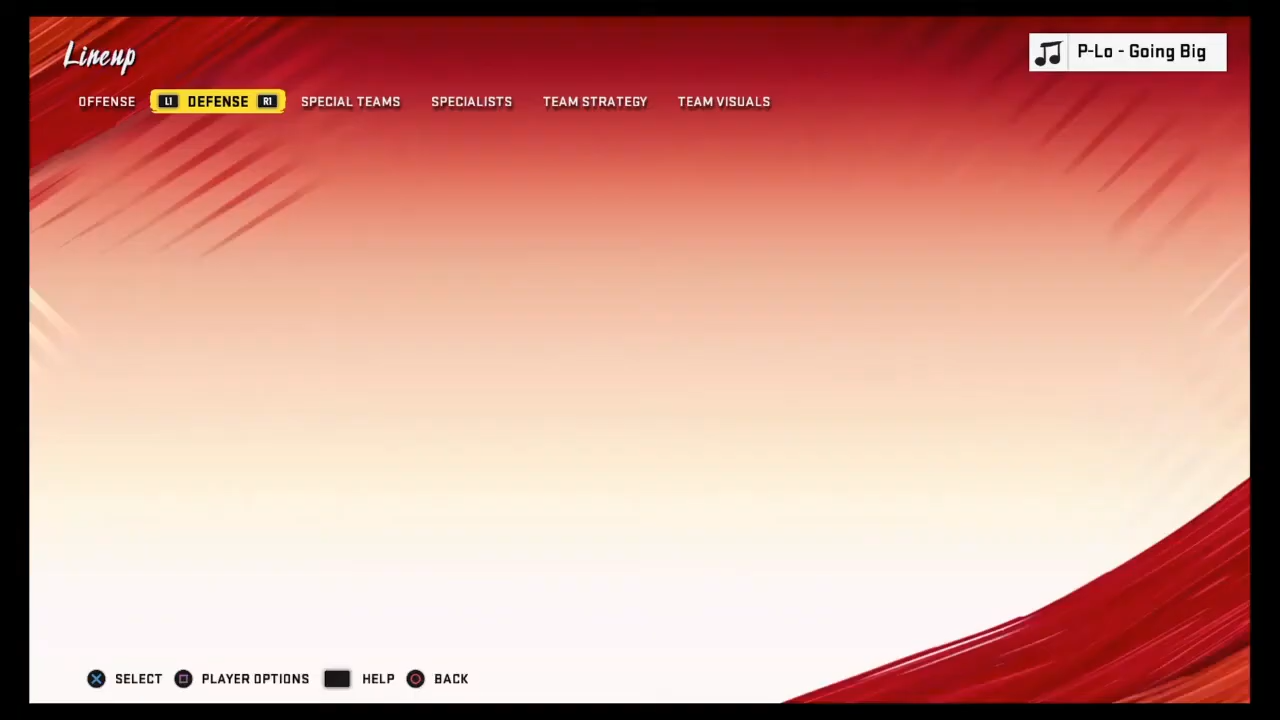 Lineup
P-Lo - Going Big
OFFENSE L1 DEFENSE R1 SPECIAL TEAMS SPECIALISTS TEAM STRATEGY TEAM VISUALS
SELECT PLAYER OPTIONS HELP BACK